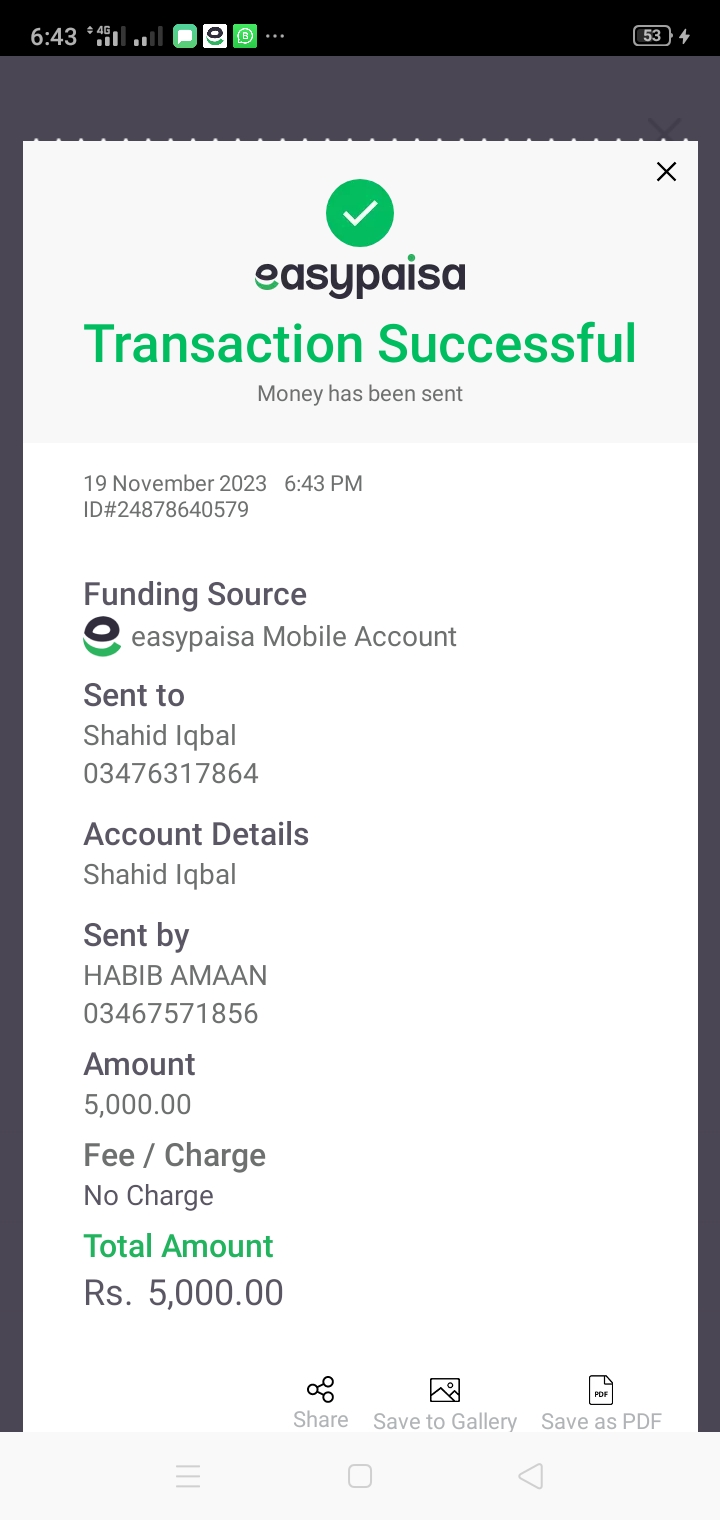 6:43 4G 53
easypaisa
Transaction Successful
Money has been sent
19 November 2023 6:43 PM
ID#24878640579
Funding Source
easypaisa Mobile Account
Sent to
Shahid Iqbal
03476317864
Account Details
Shahid Iqbal
Sent by
HABIB AMAAN
03467571856
Amount
5,000.00
Fee / Charge
No Charge
Total Amount
Rs. 5,000.00
PDF
Share Save to Gallery Save as PDF